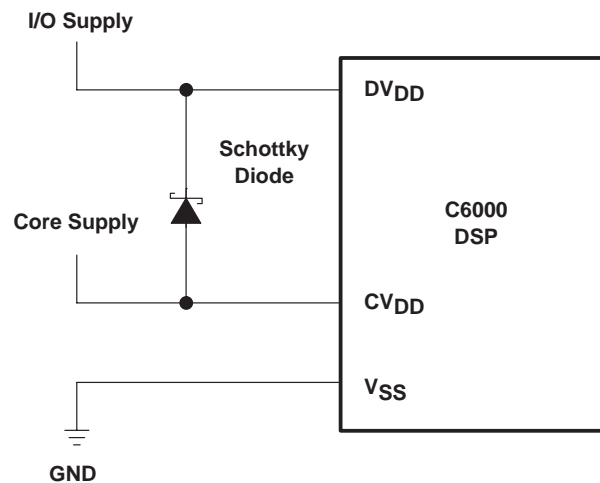 I/O Supply
DVDD
Schottky
Diode
C6000
DSP
Core Supply
CVDD
VSS
GND